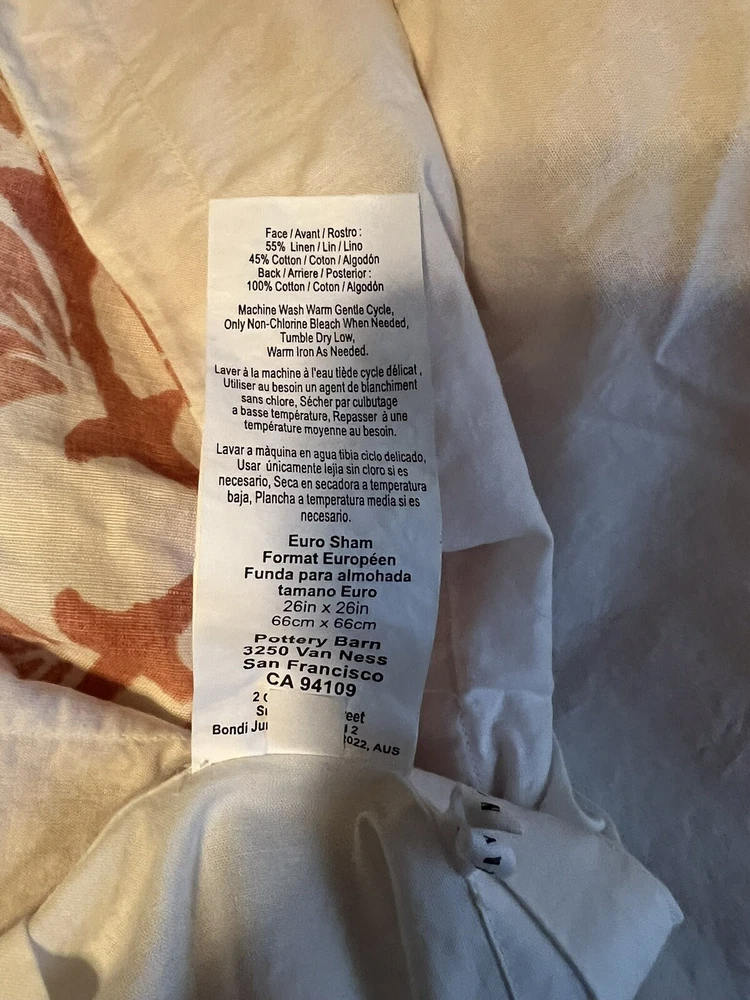 Face / Avant / Rostro :
55% Linen / Lin / Lino
45% Cotton / Coton / Algodón
Back / Arriere / Posterior :
100% Cotton / Coton / Algodón
Machine Wash Warm Gentle Cycle,
Only Non-Chlorine Bleach When Needed,
Tumble Dry Low,
Warm Iron As Needed.
Laver à la machine à l'eau tiède cycle délicat ,
Utiliser au besoin un agent de blanchiment
sans chlore, Sécher par culbutage
a basse température, Repasser à une
température moyenne au besoin.
Lavar a màquina en agua tibia ciclo delicado,
Usar únicamente lejia sin cloro si es
necesario, Seca en secadora a temperatura
baja, Plancha a temperatura media si es
necesario.
Euro Sham
Format Européen
Funda para almohada
tamano Euro
26in x 26in
66cm x 66cm
Pottery Barn
3250 Van Ness
San Francisco
CA 94109
2
Bondi
AUS